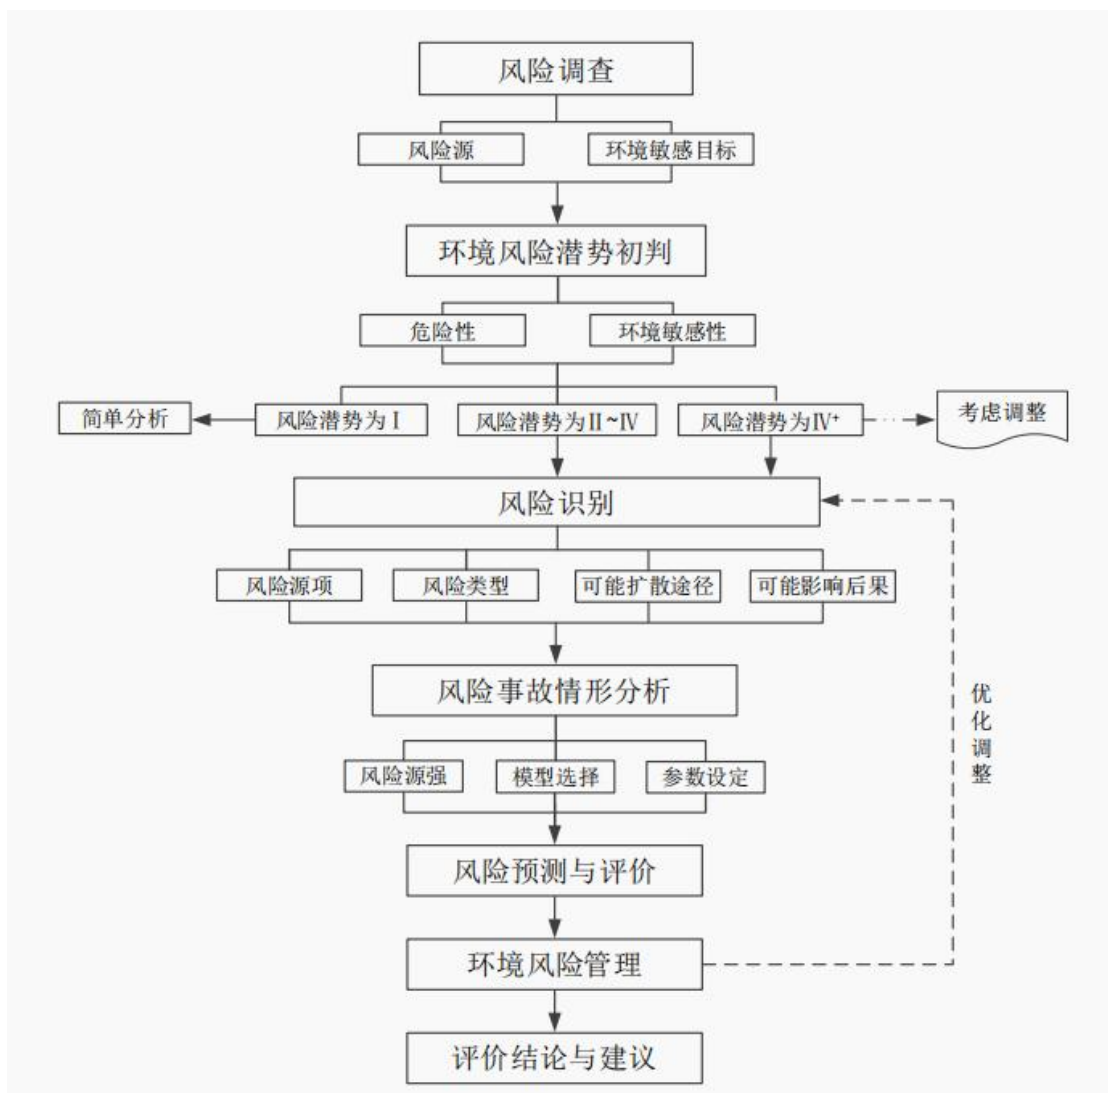 风险调查
风险源
环境敏感目标
环境风险潜势初判
危险性
环境敏感性
简单分析
风险潜势为Ⅰ
风险潜势为Ⅱ~Ⅳ
风险潜势为Ⅳ⁺
考虑调整
风险识别
风险源项
风险类型
可能扩散途径
可能影响后果
风险事故情形分析
优化调整
风险源强
模型选择
参数设定
风险预测与评价
环境风险管理
评价结论与建议